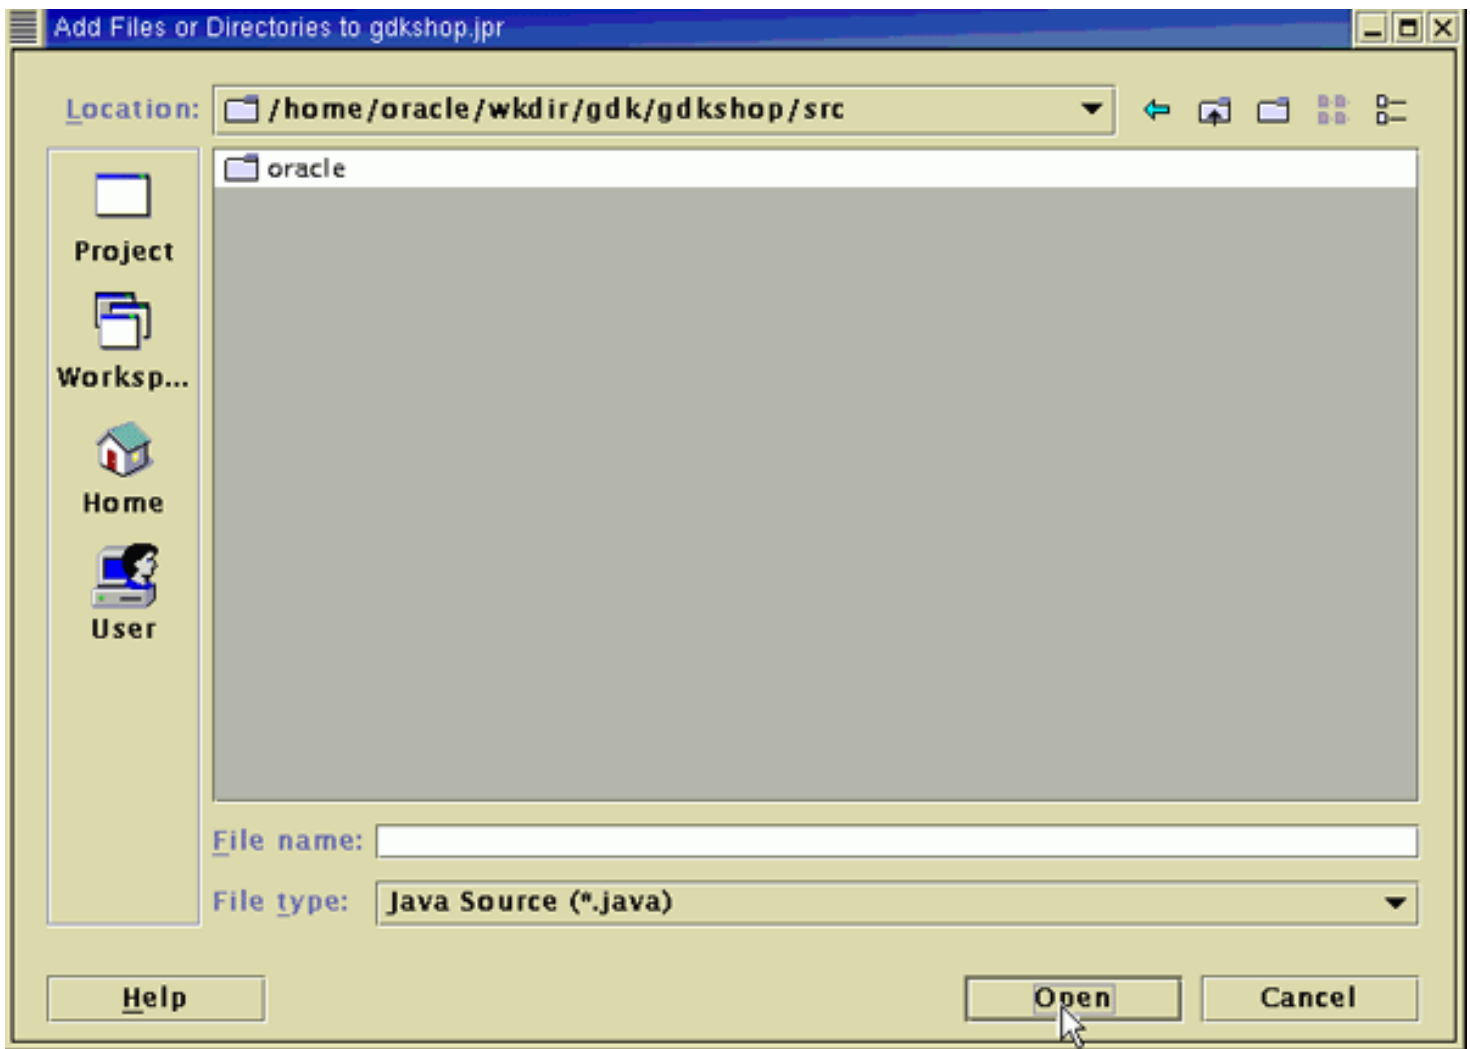 Add Files or Directories to gdkshop.jpr
Location: /home/oracle/wkdir/gdk/gdkshop/src
oracle
Project
Worksp...
Home
User
File name:
File type: Java Source (*.java)
Help Open Cancel